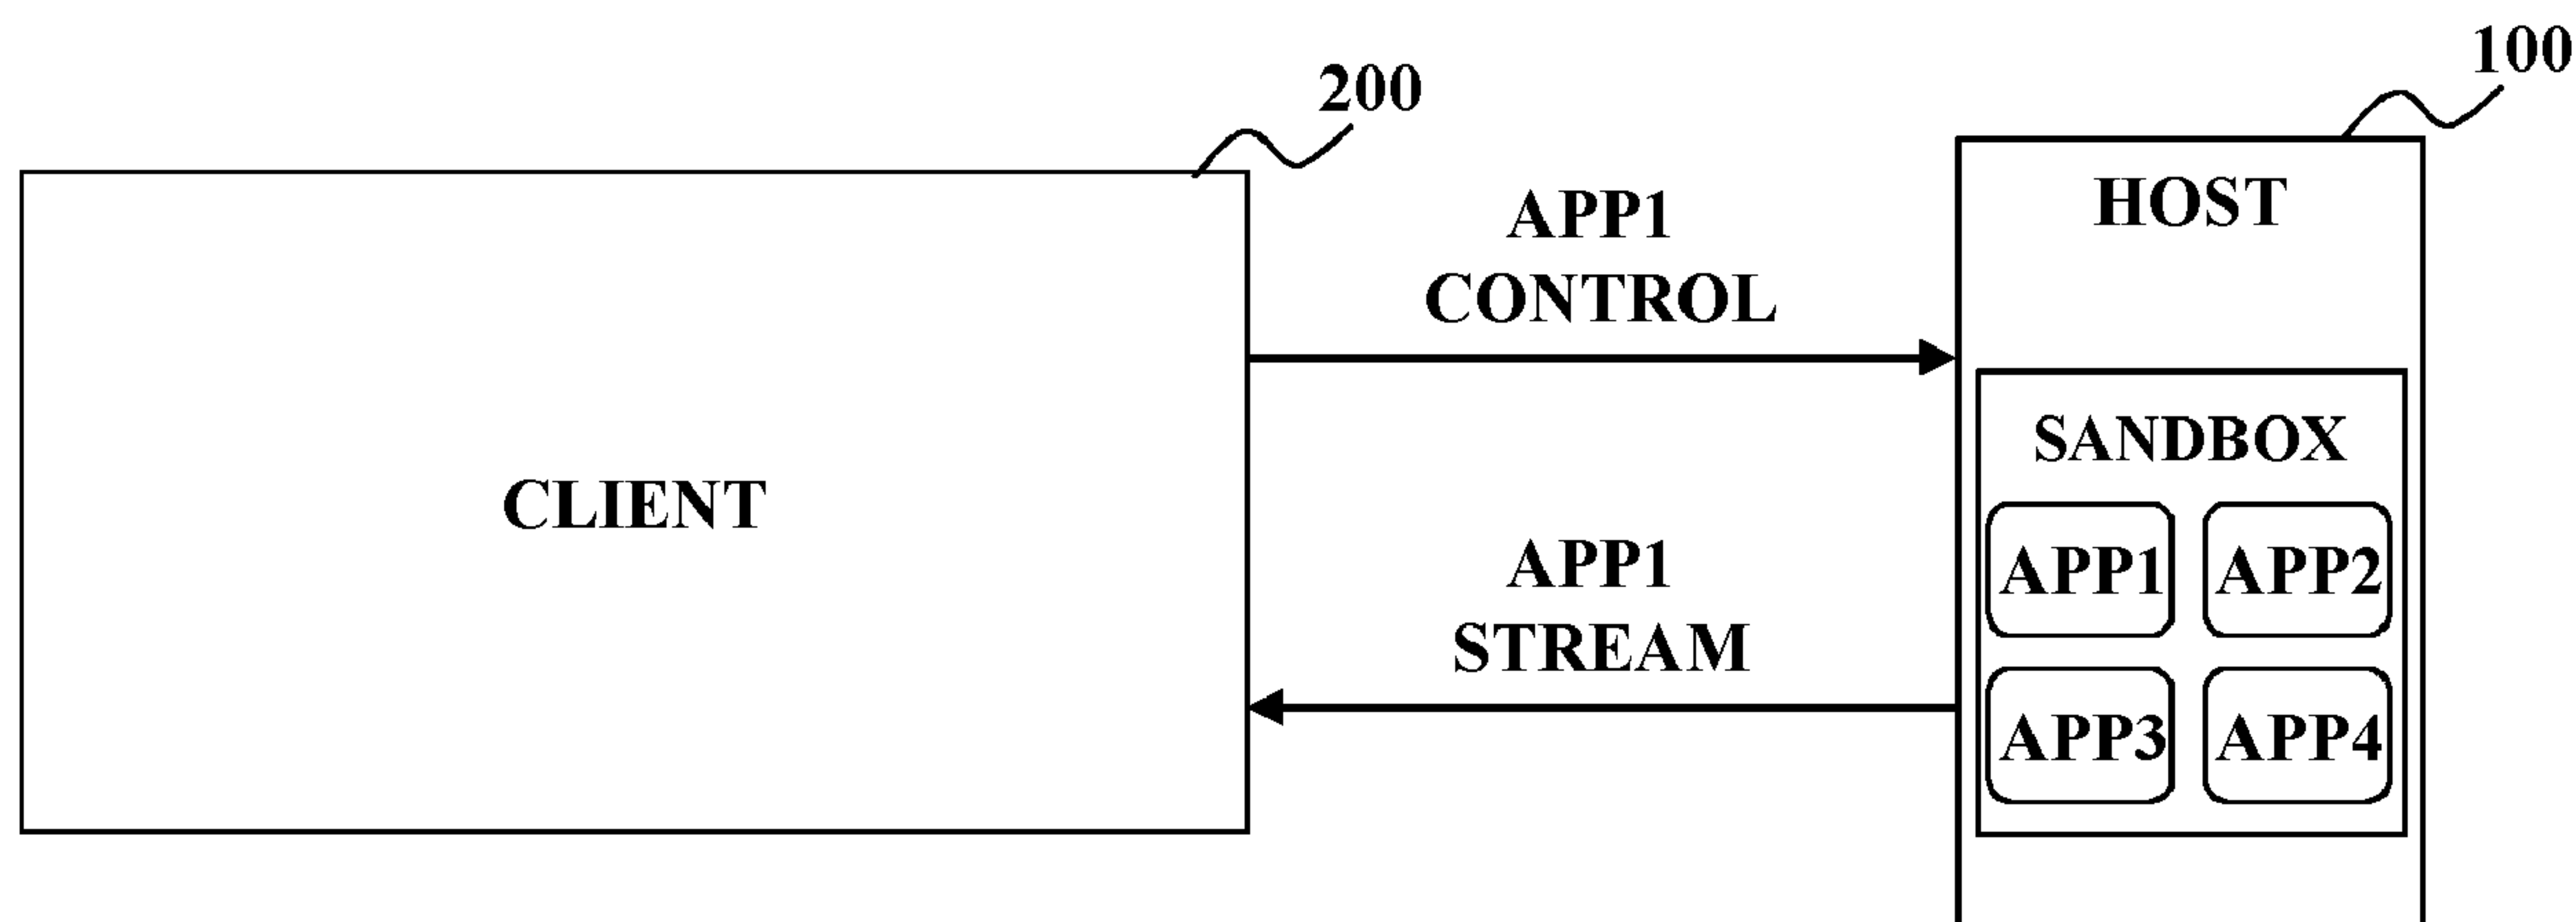 100
200
HOST
APP1
CONTROL
SANDBOX
CLIENT
APP1
STREAM
APP1 APP2
APP3 APP4